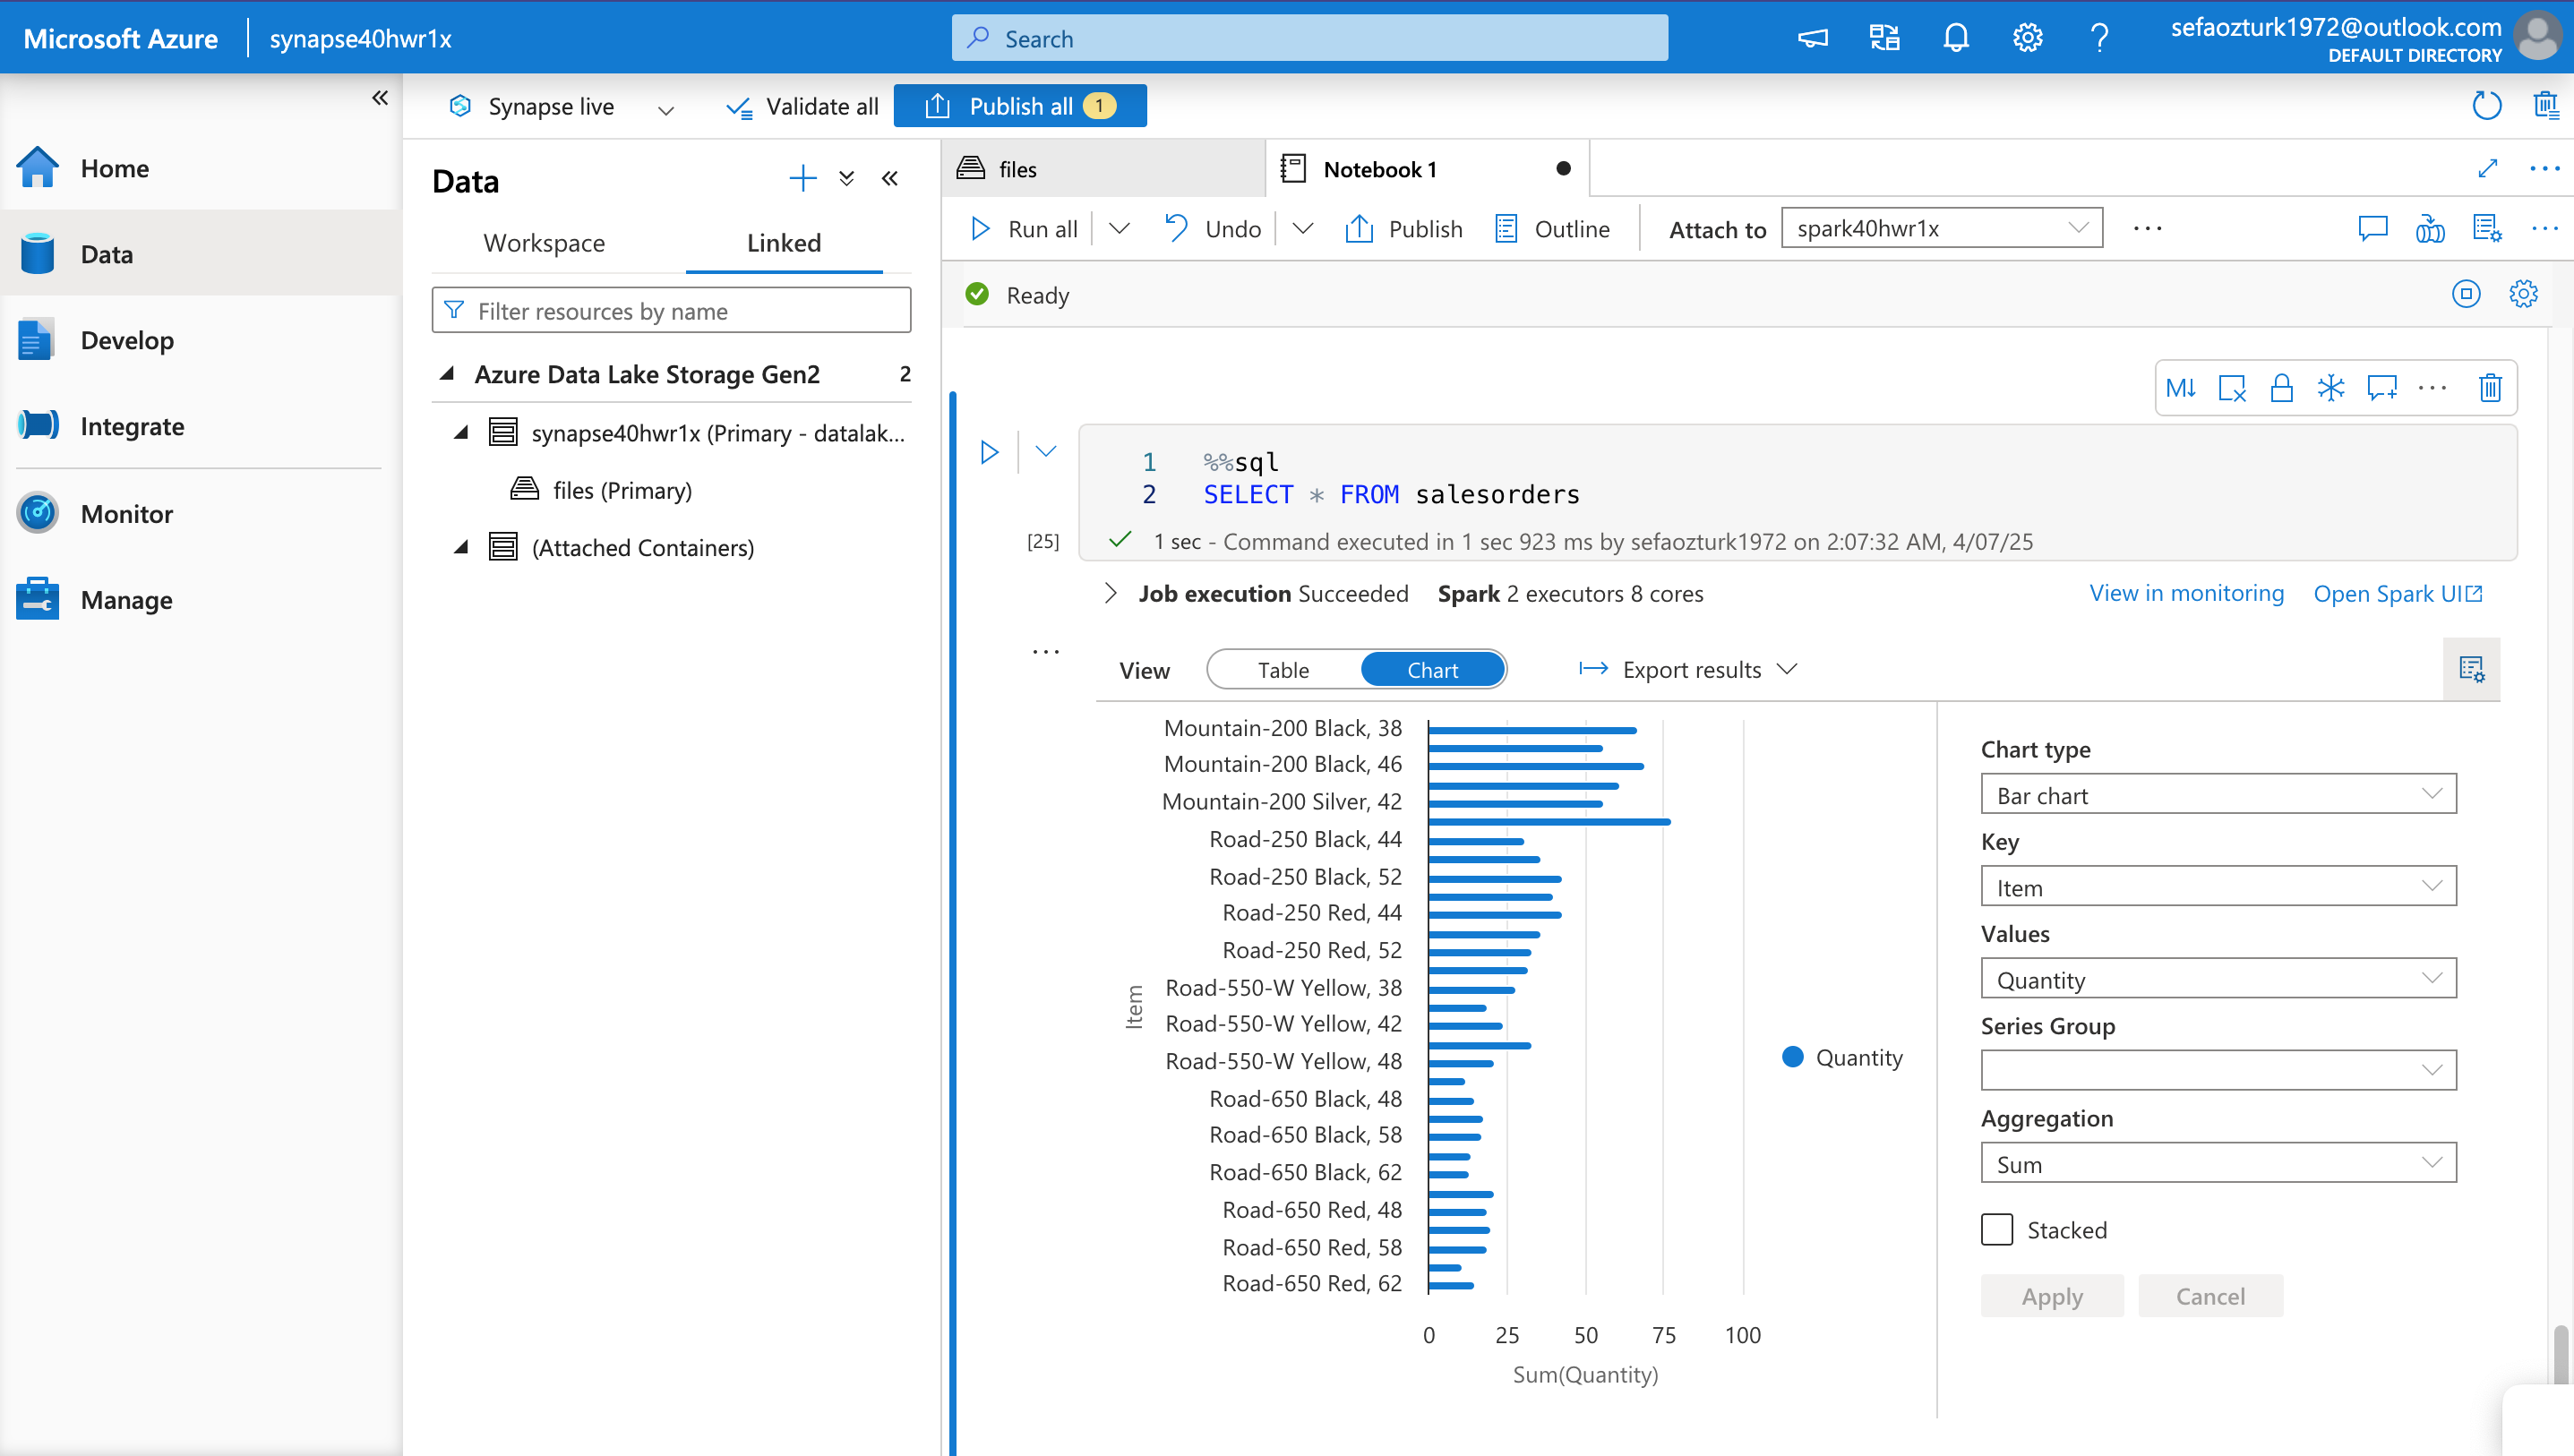 Microsoft Azure
synapse40hwr1x
Search
sefaozturk1972@outlook.com
DEFAULT DIRECTORY
Synapse live
Validate all
Publish all 1
Home
Data
Develop
Integrate
Monitor
Manage
Data
Workspace
Linked
Filter resources by name
Azure Data Lake Storage Gen2 2
synapse40hwr1x (Primary - datalak...
files (Primary)
(Attached Containers)
files
Notebook 1
Run all
Undo
Publish
Outline
Attach to
spark40hwr1x
Ready
M↓
1 %%sql
2 SELECT * FROM salesorders
[25]
1 sec - Command executed in 1 sec 923 ms by sefaozturk1972 on 2:07:32 AM, 4/07/25
Job execution Succeeded Spark 2 executors 8 cores
View in monitoring
Open Spark UI
View
Table
Chart
Export results
Mountain-200 Black, 38
Mountain-200 Black, 46
Mountain-200 Silver, 42
Road-250 Black, 44
Road-250 Black, 52
Road-250 Red, 44
Road-250 Red, 52
Road-550-W Yellow, 38
Road-550-W Yellow, 42
Road-550-W Yellow, 48
Road-650 Black, 48
Road-650 Black, 58
Road-650 Black, 62
Road-650 Red, 48
Road-650 Red, 58
Road-650 Red, 62
Item
0 25 50 75 100
Sum(Quantity)
Quantity
Chart type
Bar chart
Key
Item
Values
Quantity
Series Group
Aggregation
Sum
Stacked
Apply
Cancel